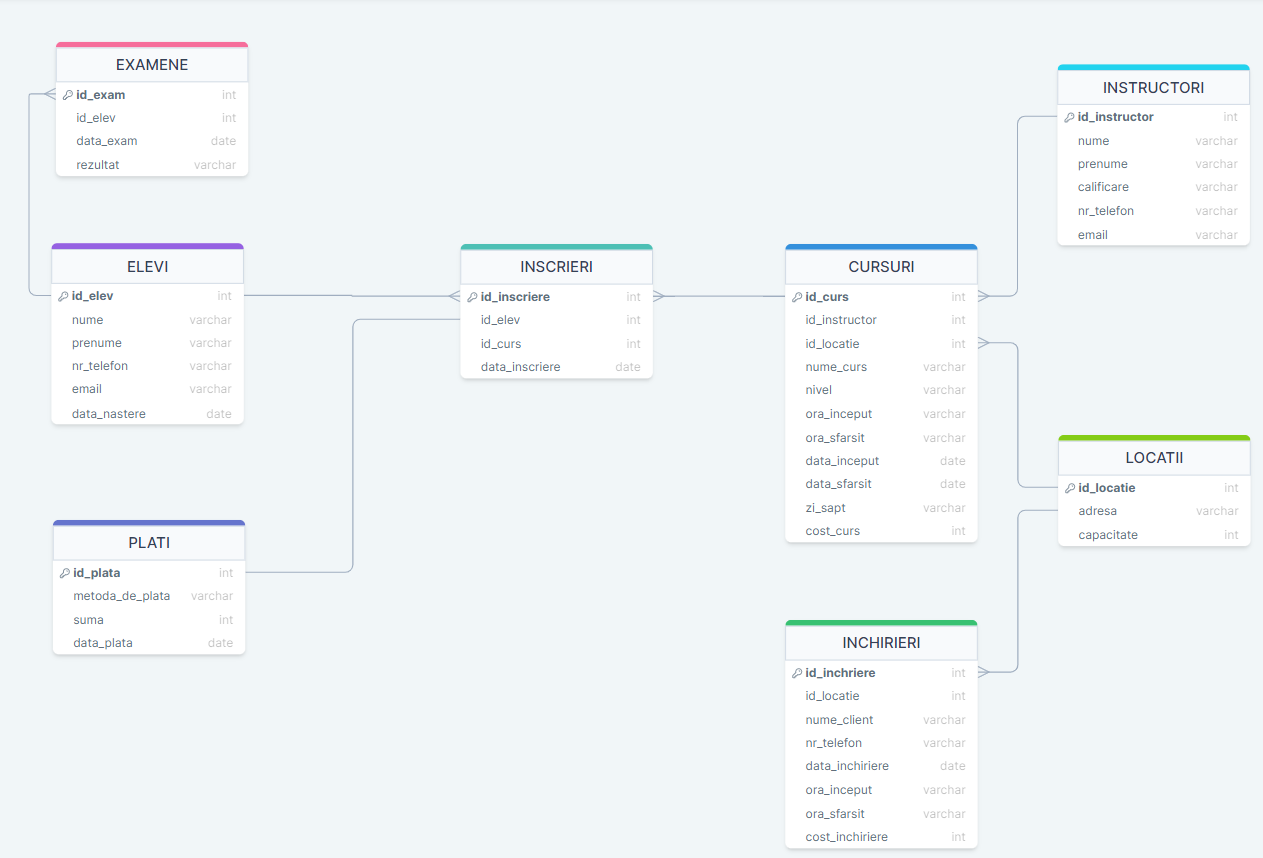 EXAMENE
id_exam int
id_elev int
data_exam date
rezultat varchar
INSTRUCTORI
id_instructor int
nume varchar
prenume varchar
calificare varchar
nr_telefon varchar
email varchar
ELEVI
id_elev int
nume varchar
prenume varchar
nr_telefon varchar
email varchar
data_nastere date
INSCRIERI
id_inscriere int
id_elev int
id_curs int
data_inscriere date
CURSURI
id_curs int
id_instructor int
id_locatie int
nume_curs varchar
nivel varchar
ora_inceput varchar
ora_sfarsit varchar
data_inceput date
data_sfarsit date
zi_sapt varchar
cost_curs int
LOCATII
id_locatie int
adresa varchar
capacitate int
PLATI
id_plata int
metoda_de_plata varchar
suma int
data_plata date
INCHIRIERI
id_inchriere int
id_locatie int
nume_client varchar
nr_telefon varchar
data_inchiriere date
ora_inceput varchar
ora_sfarsit varchar
cost_inchiriere int